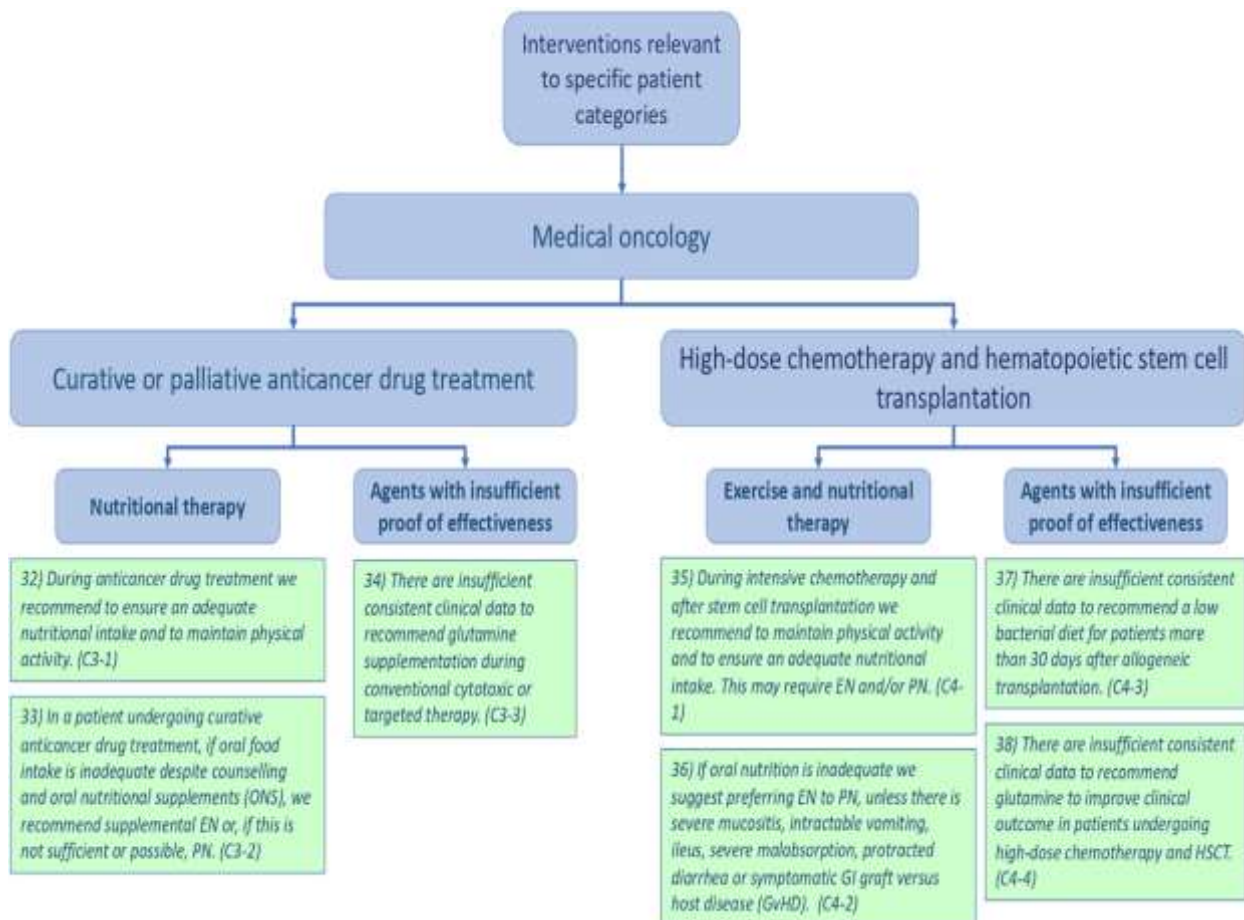 Interventions relevant
to specific patient
categories
Medical oncology
Curative or palliative anticancer drug treatment
High-dose chemotherapy and hematopoietic stem cell
transplantation
Nutritional therapy
Agents with insufficient
proof of effectiveness
Exercise and nutritional
therapy
Agents with insufficient
proof of effectiveness
32) During anticancer drug treatment we
recommend to ensure an adequate
nutritional intake and to maintain physical
activity. (C3-1)
33) In a patient undergoing curative
anticancer drug treatment, if oral food
intake is inadequate despite counselling
and oral nutritional supplements (ONS), we
recommend supplemental EN or, if this is
not sufficient or possible, PN. (C3-2)
34) There are insufficient
consistent clinical data to
recommend glutamine
supplementation during
conventional cytotoxic or
targeted therapy. (C3-3)
35) During intensive chemotherapy and
after stem cell transplantation we
recommend to maintain physical activity
and to ensure an adequate nutritional
intake. This may require EN and/or PN. (C4-
1)
36) If oral nutrition is inadequate we
suggest preferring EN to PN, unless there is
severe mucositis, intractable vomiting,
ileus, severe malabsorption, protracted
diarrhea or symptomatic GI graft versus
host disease (GvHD). (C4-2)
37) There are insufficient consistent
clinical data to recommend a low
bacterial diet for patients more
than 30 days after allogeneic
transplantation. (C4-3)
38) There are insufficient consistent
clinical data to recommend
glutamine to improve clinical
outcome in patients undergoing
high-dose chemotherapy and HSCT.
(C4-4)